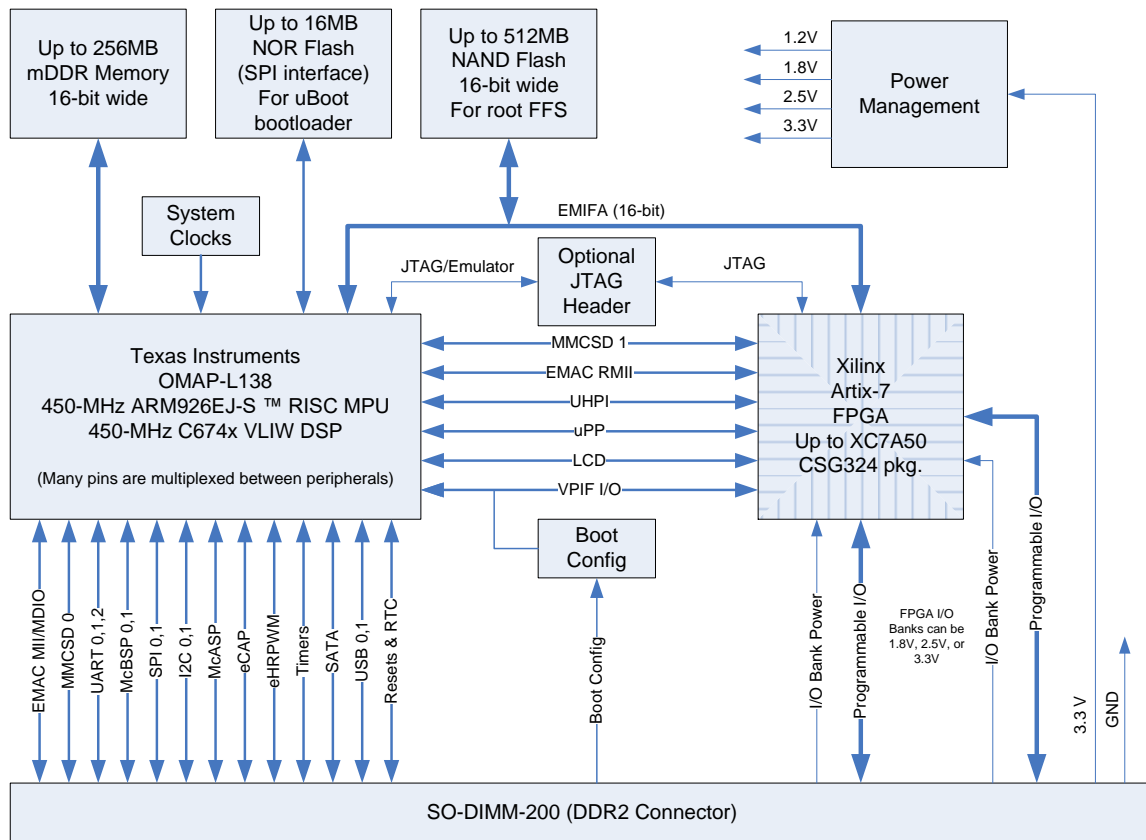 Up to 256MB
mDDR Memory
16-bit wide
Up to 16MB
NOR Flash
(SPI interface)
For uBoot
bootloader
Up to 512MB
NAND Flash
16-bit wide
For root FFS
1.2V
1.8V
2.5V
3.3V
Power
Management
System
Clocks
EMIFA (16-bit)
JTAG/Emulator
Optional
JTAG
Header
JTAG
Texas Instruments
OMAP-L138
450-MHz ARM926EJ-S ™ RISC MPU
450-MHz C674x VLIW DSP
(Many pins are multiplexed between peripherals)
MMCSD 1
EMAC RMII
UHPI
uPP
LCD
VPIF I/O
Xilinx
Artix-7
FPGA
Up to XC7A50
CSG324 pkg.
Boot
Config
EMAC MII/MDIO
MMCSD 0
UART 0,1,2
McBSP 0,1
SPI 0,1
I2C 0,1
McASP
eCAP
eHRPWM
Timers
SATA
USB 0,1
Resets & RTC
Boot Config
I/O Bank Power
Programmable I/O
FPGA I/O
Banks can be
1.8V, 2.5V, or
3.3V
I/O Bank Power
Programmable I/O
3.3 V
GND
SO-DIMM-200 (DDR2 Connector)